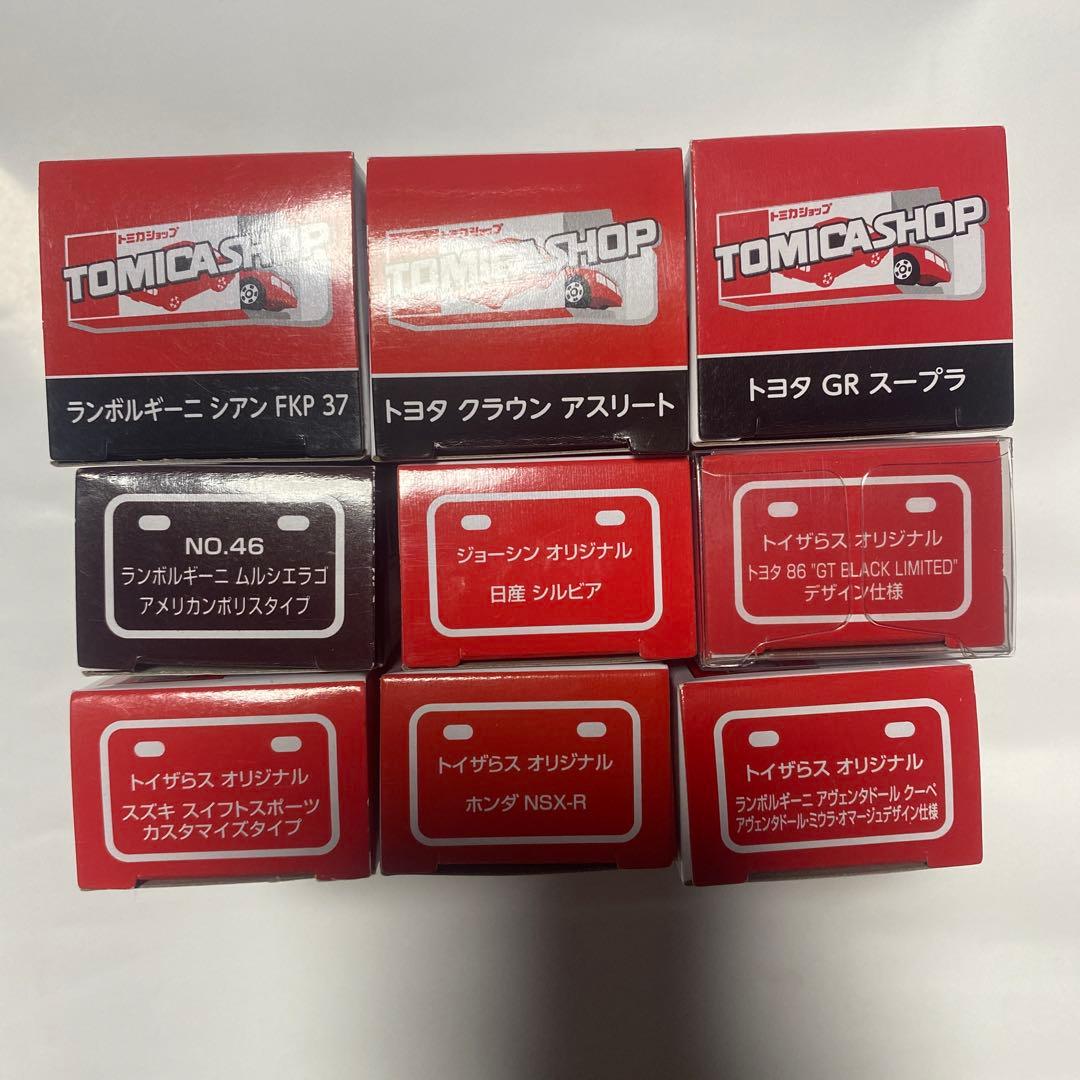 トミカショップ
TOMICASHOP
ランボルギーニ シアン FKP 37
トミカショップ
TOMICASHOP
トヨタ クラウン アスリート
トミカショップ
TOMICASHOP
トヨタ GR スープラ
NO.46
ランボルギーニ ムルシエラゴ
アメリカンポリスタイプ
ジョーシン オリジナル
日産 シルビア
トイザらス オリジナル
トヨタ 86 "GT BLACK LIMITED"
デザイン仕様
トイザらス オリジナル
スズキ スイフトスポーツ
カスタマイズタイプ
トイザらス オリジナル
ホンダ NSX-R
トイザらス オリジナル
ランボルギーニ アヴェンタドール クーペ
アヴェンタドール・ミウラ・オマージュデザイン仕様